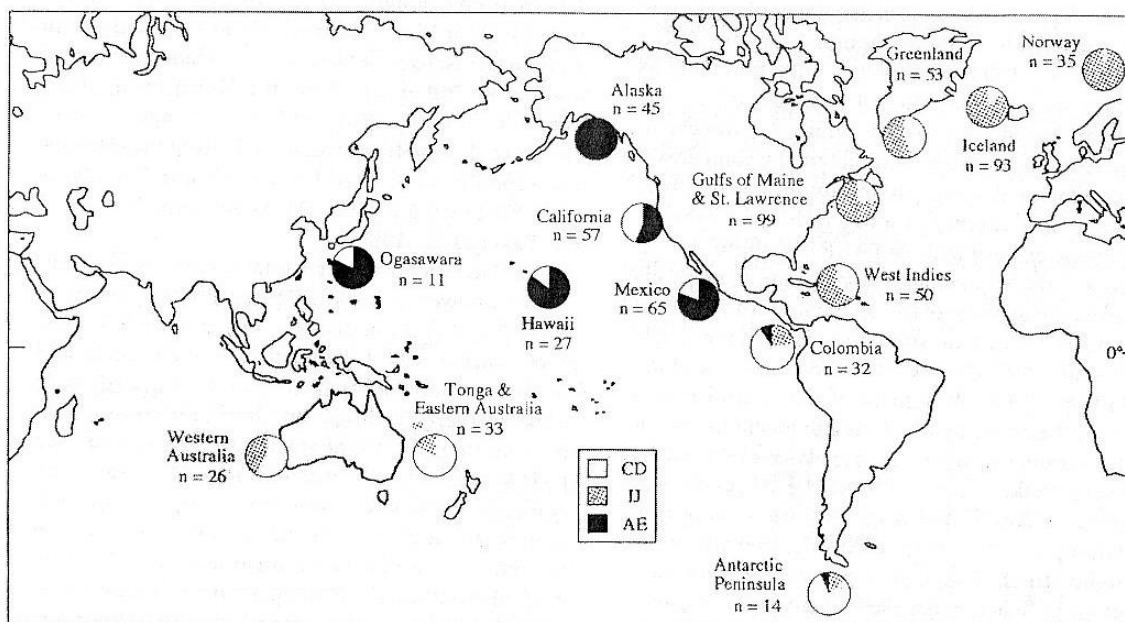 Norway
n = 35
Greenland
n = 53
Alaska
n = 45
Iceland
n = 93
Gulfs of Maine
& St. Lawrence
n = 99
California
n = 57
Ogasawara
n = 11
West Indies
n = 50
Mexico
n = 65
Hawaii
n = 27
Colombia
n = 32
0°
Tonga &
Eastern Australia
n = 33
Western
Australia
n = 26
CD
IJ
AE
Antarctic
Peninsula
n = 14